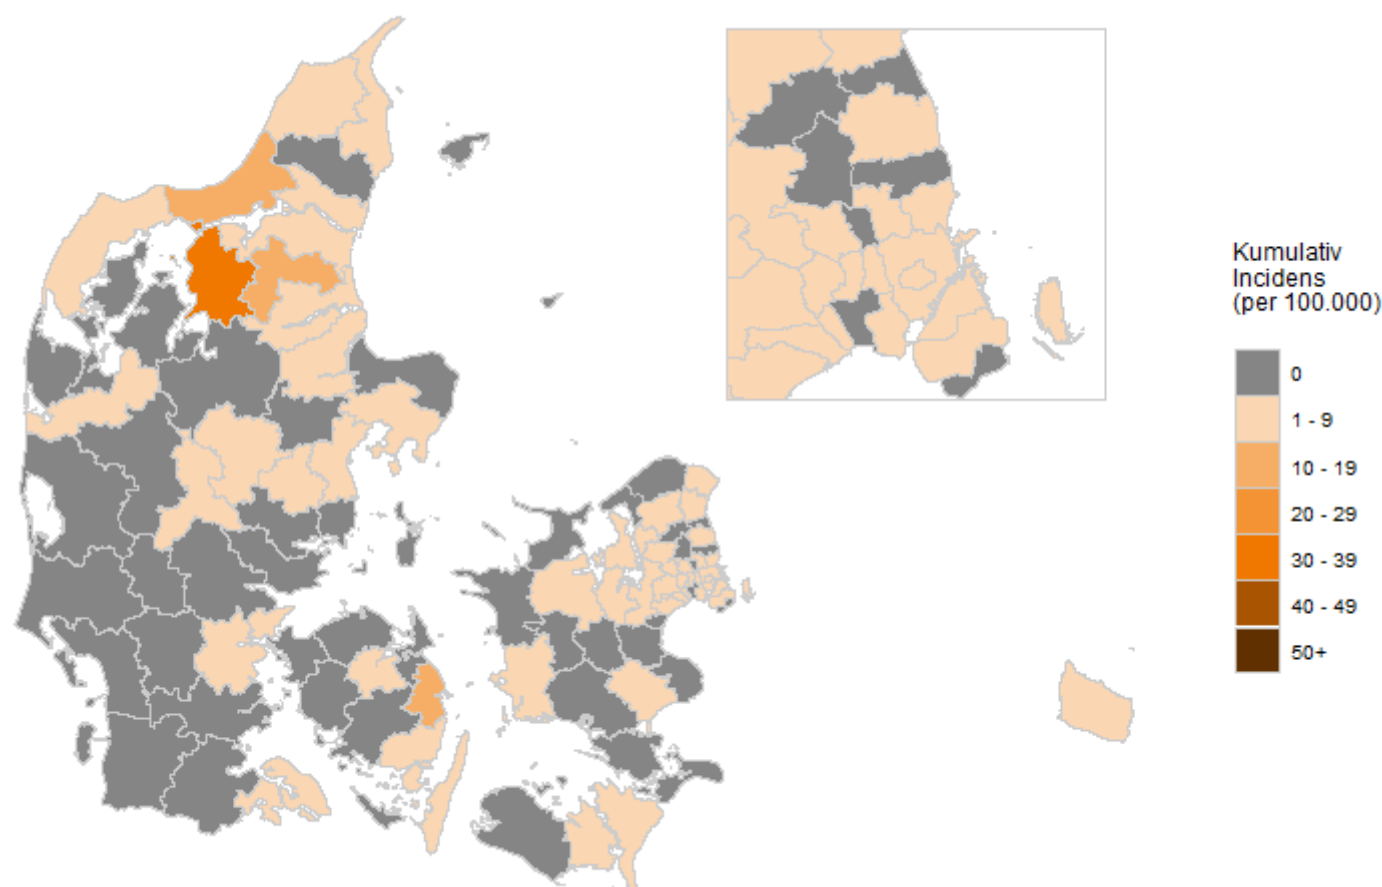 Kumulativ
Incidens
(per 100.000)
0
1 - 9
10 - 19
20 - 29
30 - 39
40 - 49
50+